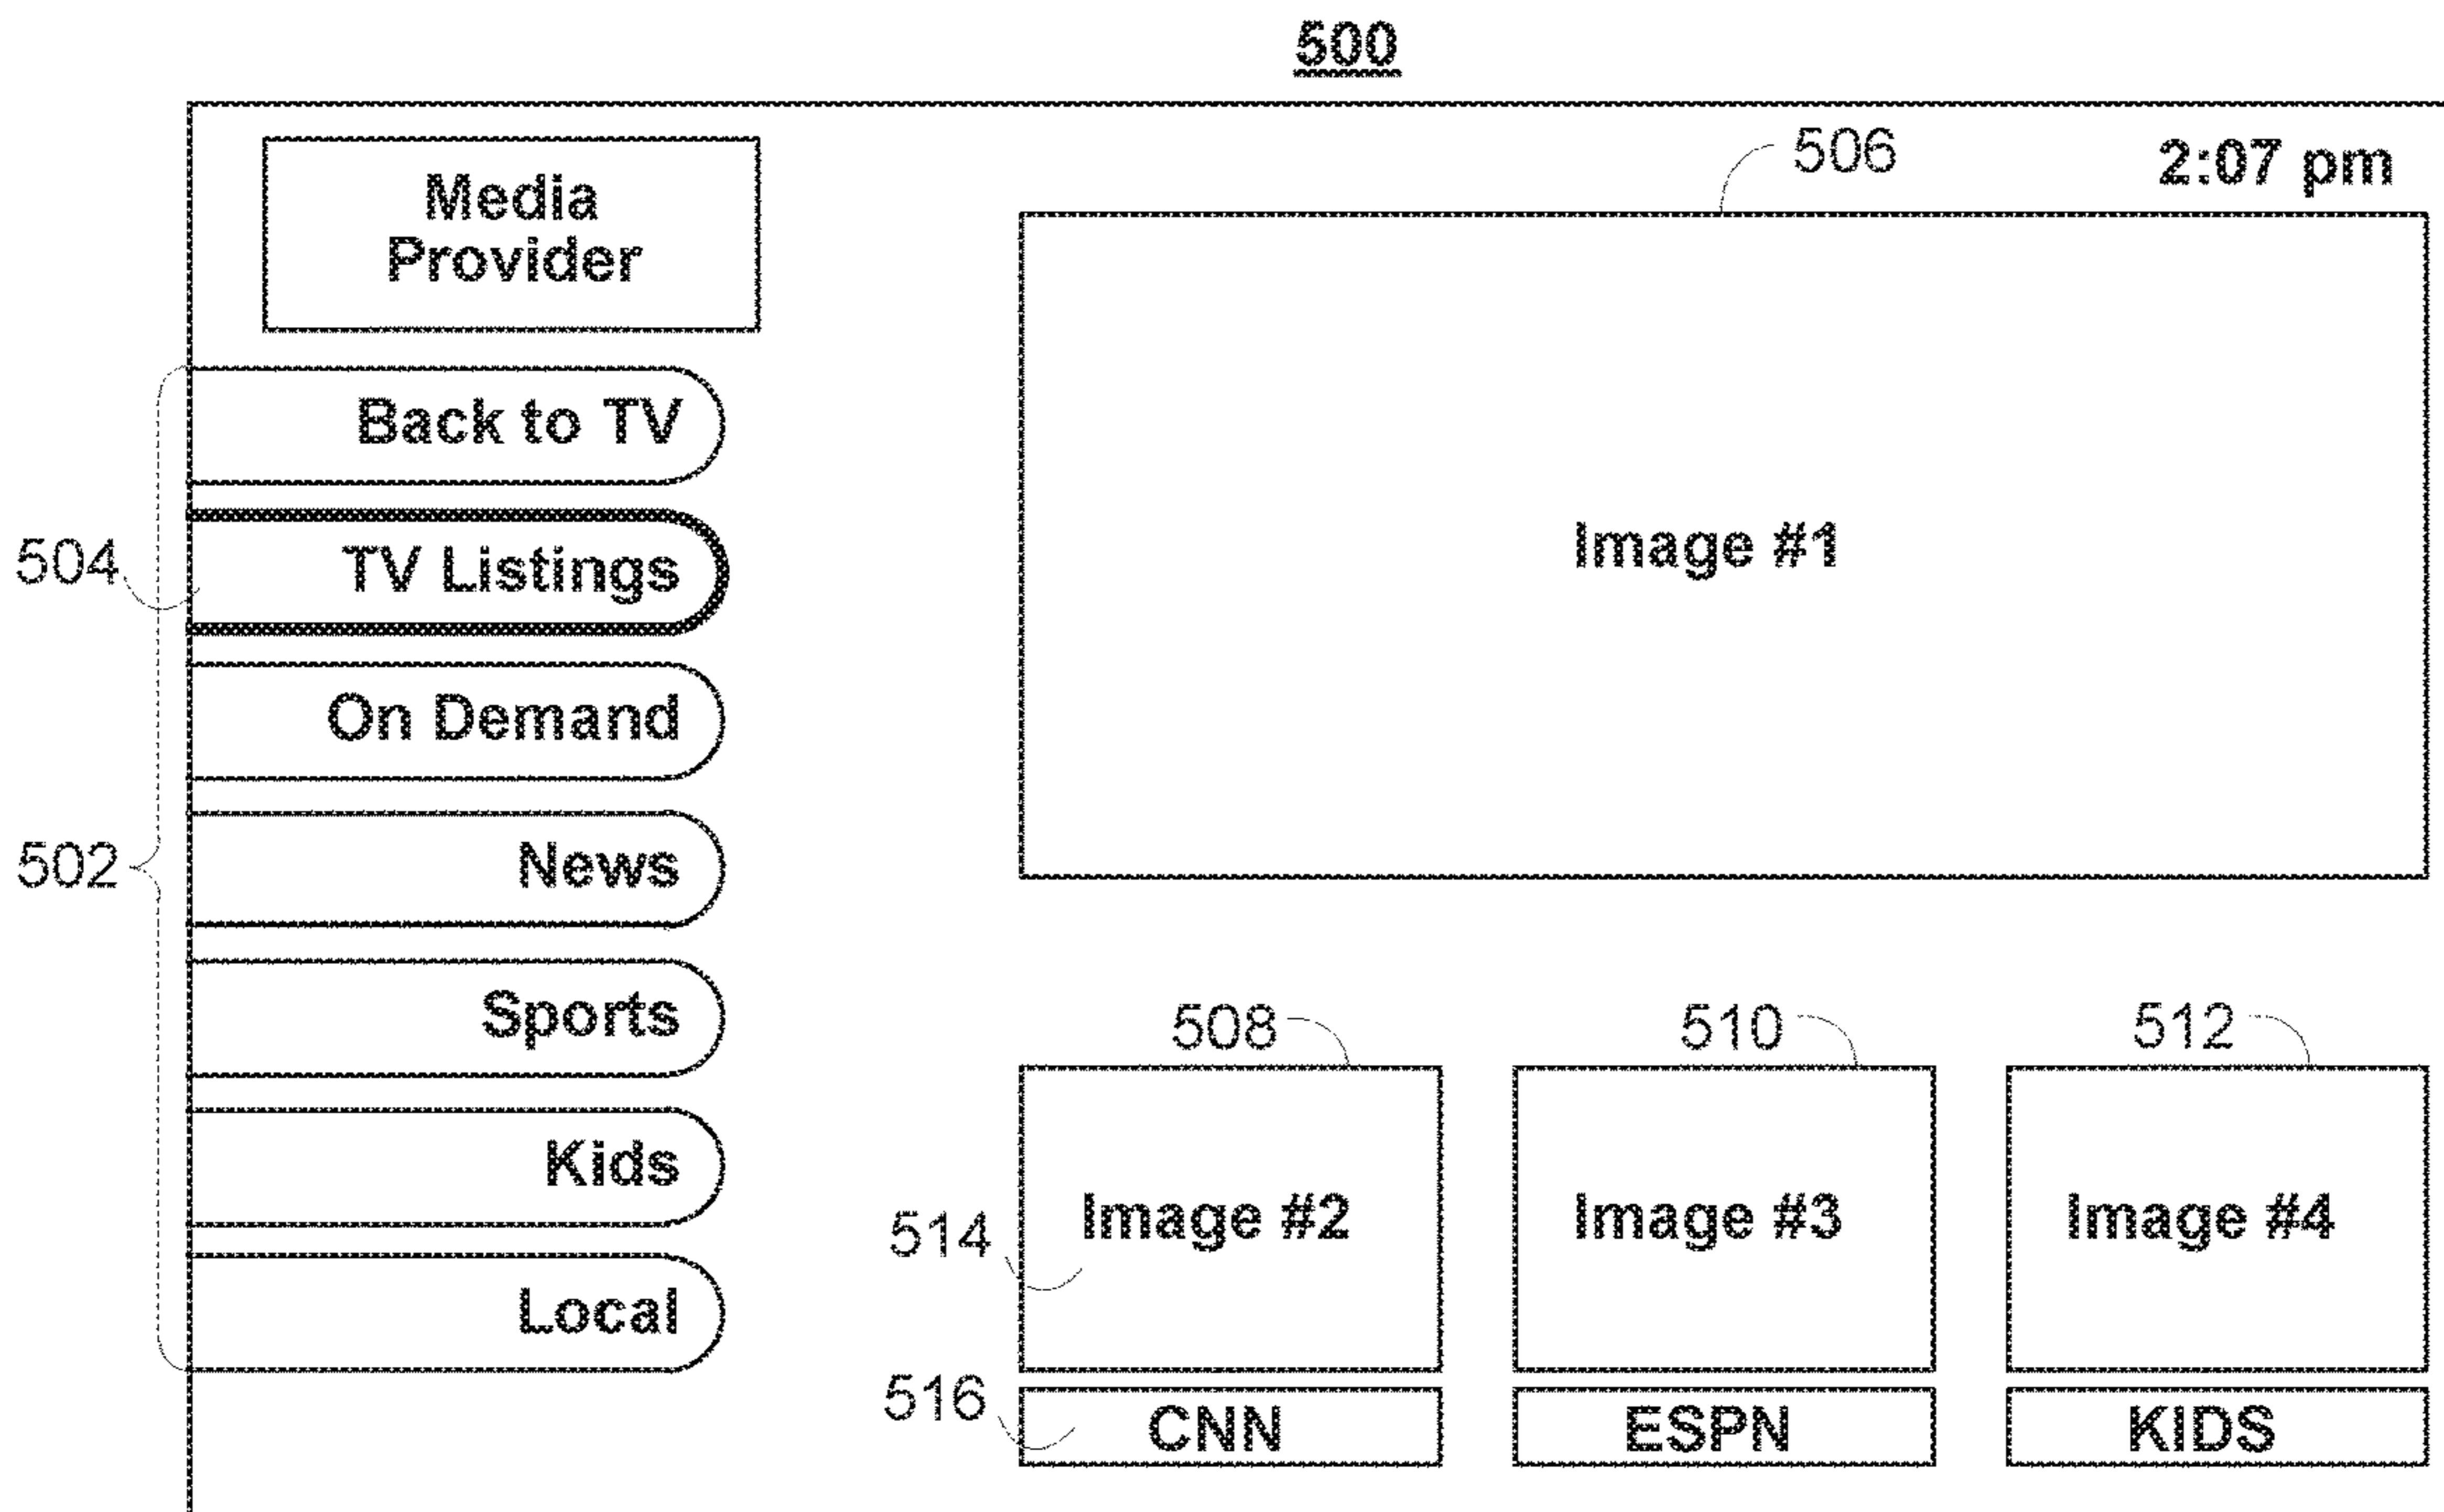 500
506
2:07 pm
Media
Provider
Back to TV
504
TV Listings
On Demand
502
News
Sports
Kids
Local
Image #1
508
510
512
514
Image #2
Image #3
Image #4
516
CNN
ESPN
KIDS